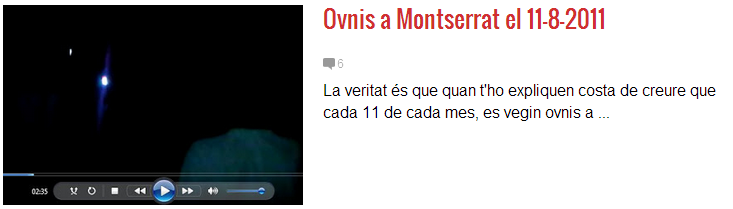 Ovnis a Montserrat el 11-8-2011
6
La veritat és que quan t'ho expliquen costa de creure que
cada 11 de cada mes, es vegin ovnis a ...
02:35